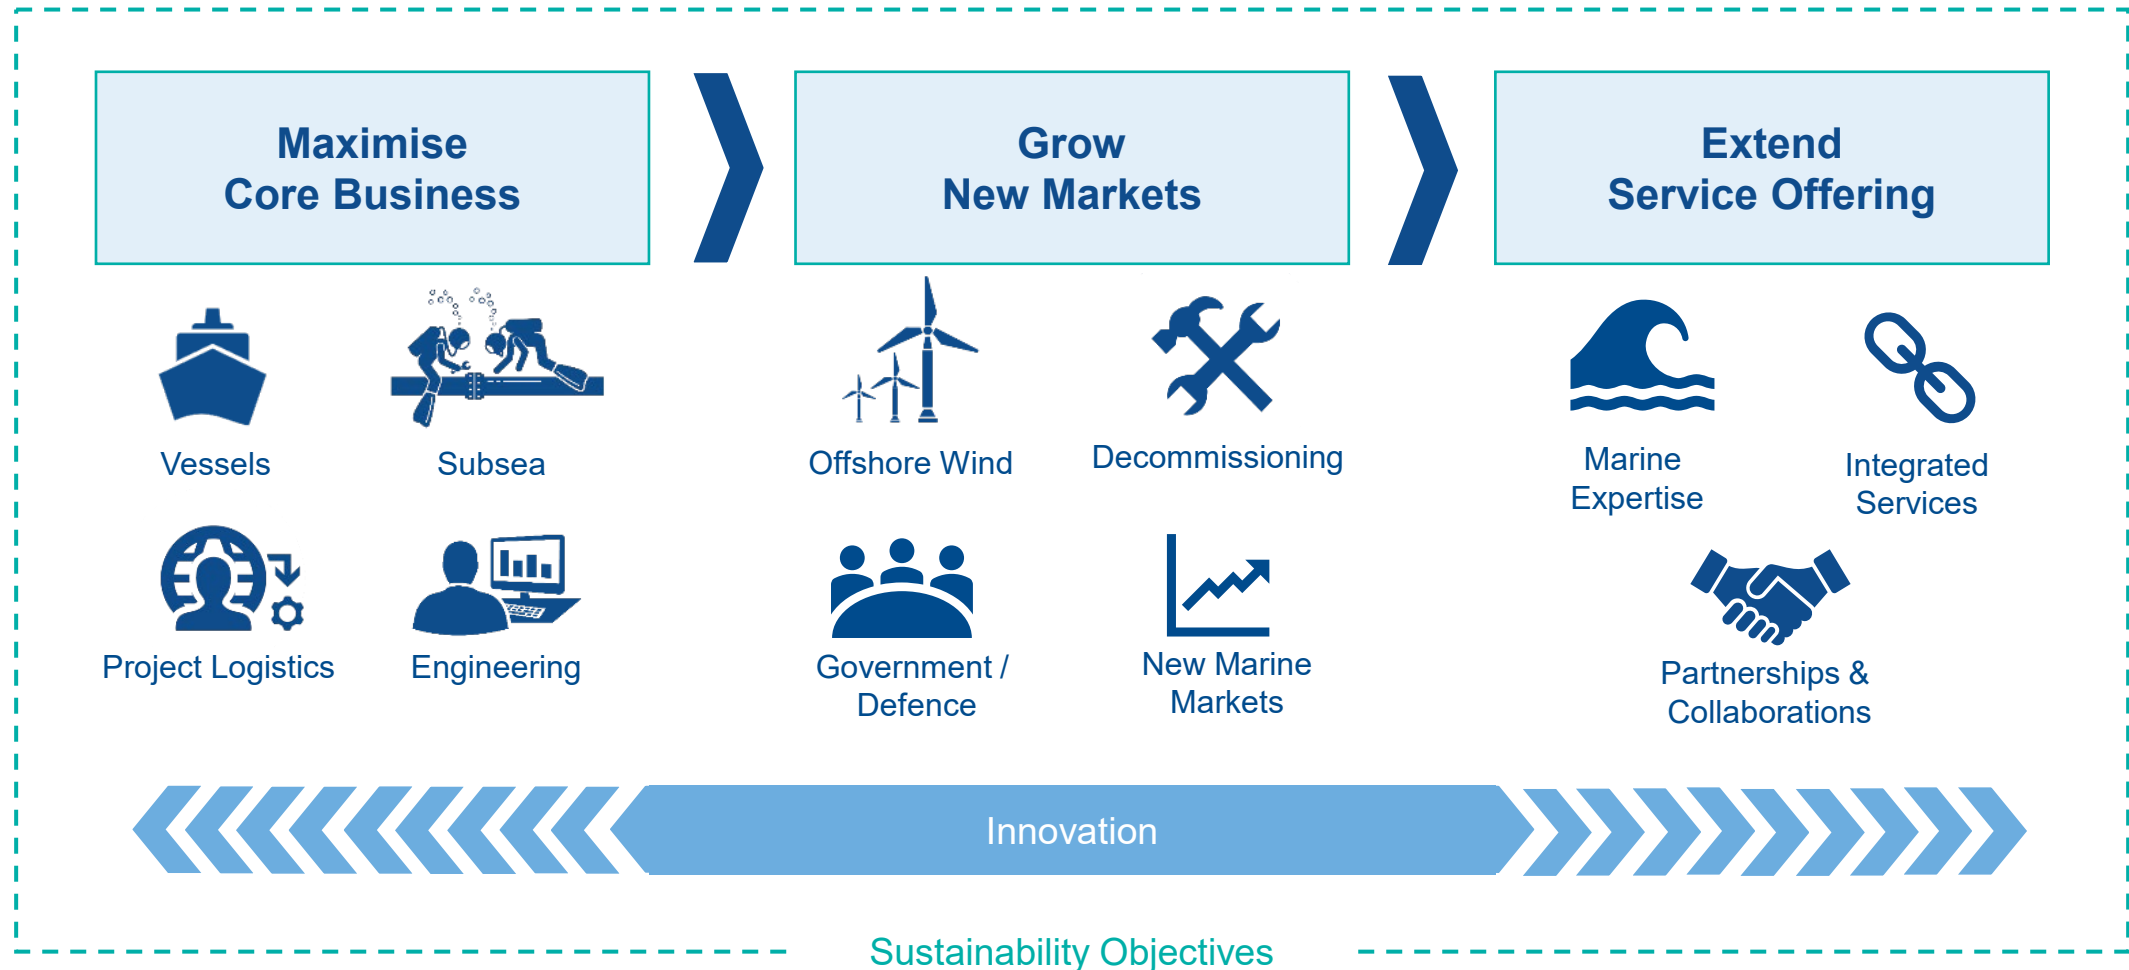 Maximise
Core Business
Grow
New Markets
Extend
Service Offering
Vessels
Subsea
Offshore Wind
Decommissioning
Marine
Expertise
Integrated
Services
Project Logistics
Engineering
Government /
Defence
New Marine
Markets
Partnerships &
Collaborations
Innovation
Sustainability Objectives